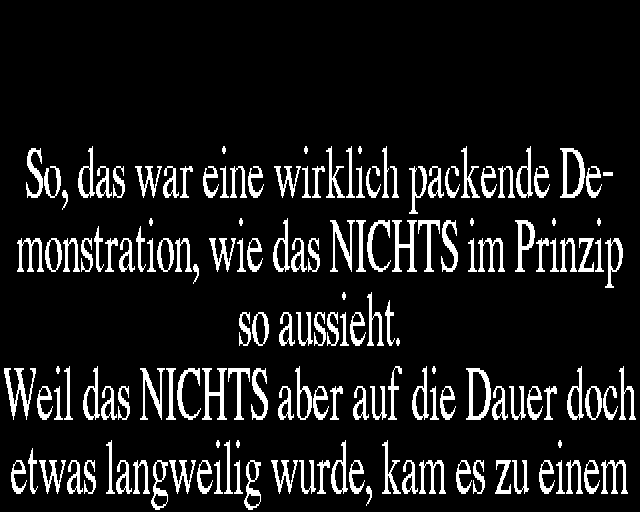 So, das war eine wirklich packende De-
monstration, wie das NICHTS im Prinzip
so aussieht.
Weil das NICHTS aber auf die Dauer doch
etwas langweilig wurde, kam es zu einem